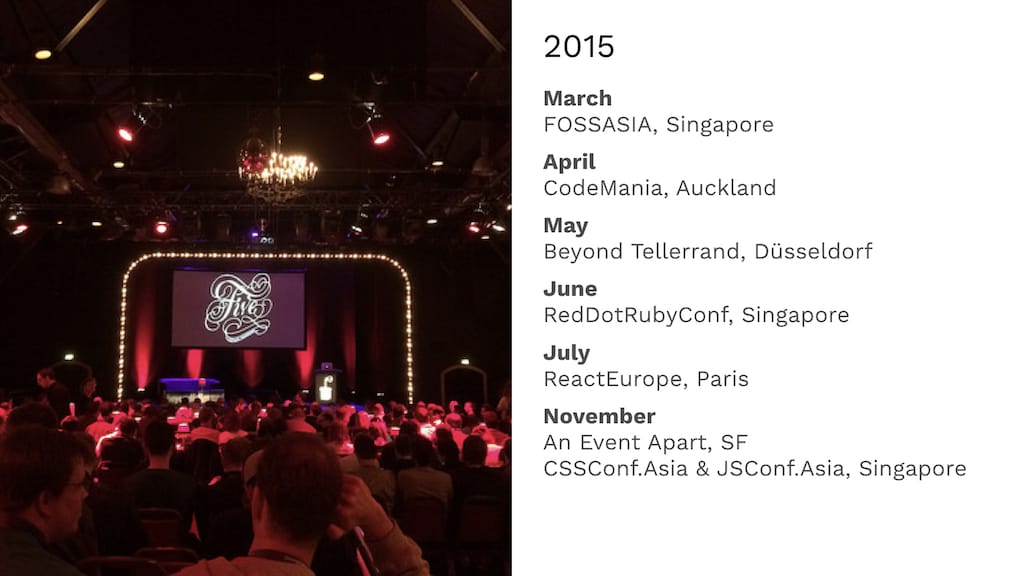 Five
2015
March
FOSSASIA, Singapore
April
CodeMania, Auckland
May
Beyond Tellerrand, Düsseldorf
June
RedDotRubyConf, Singapore
July
ReactEurope, Paris
November
An Event Apart, SF
CSSConf.Asia & JSConf.Asia, Singapore